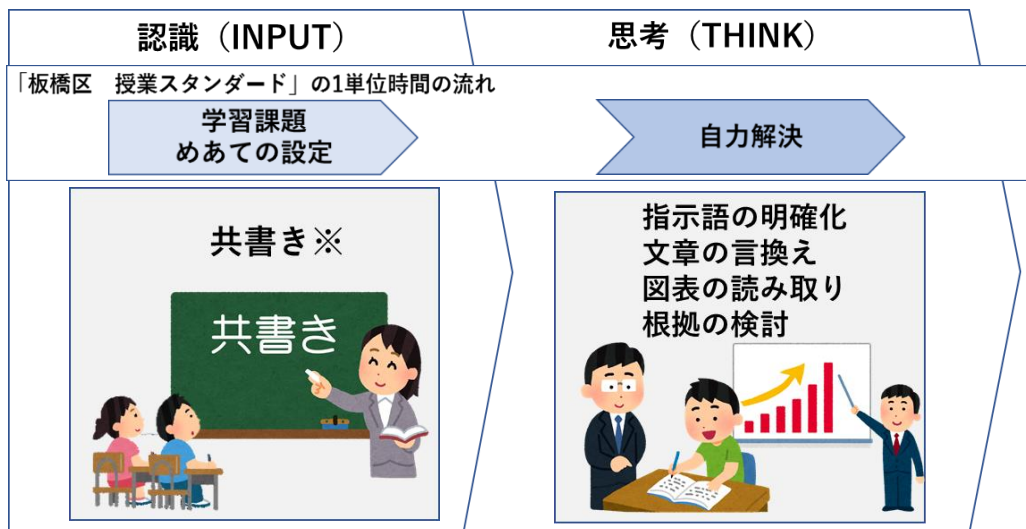 認識（INPUT）
思考（THINK）
「板橋区　授業スタンダード」の1単位時間の流れ
学習課題
めあての設定
自力解決
共書き※
共書き
指示語の明確化
文章の言換え
図表の読み取り
根拠の検討